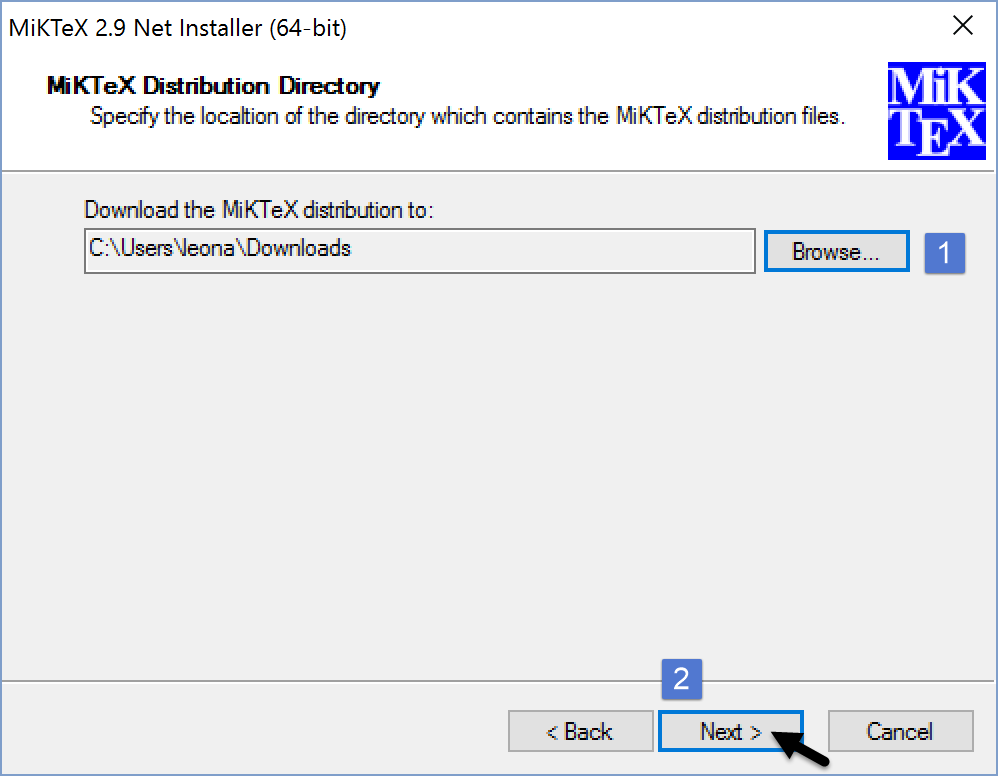 MiKTeX 2.9 Net Installer (64-bit)
MiKTeX Distribution Directory
Specify the localtion of the directory which contains the MiKTeX distribution files.
MiK
TEX
Download the MiKTeX distribution to:
C:\Users\leona\Downloads
Browse...
1
2
< Back
Next >
Cancel